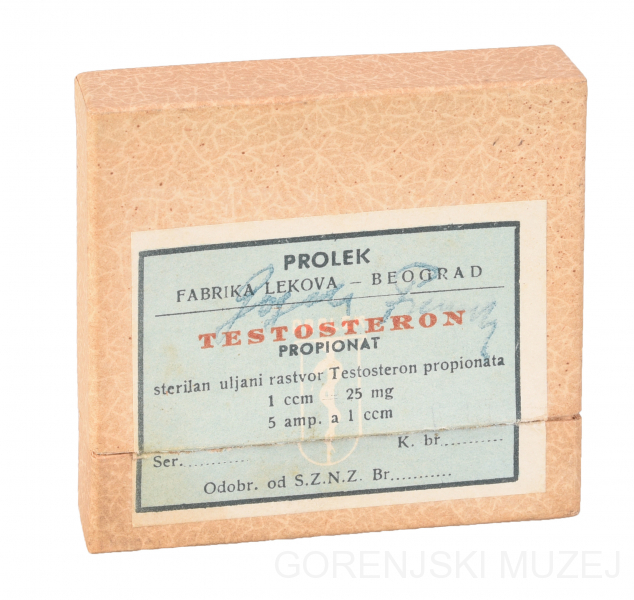 PROLEK
FABRIKA LEKOVA – BEOGRAD
TESTOSTERON
PROPIONAT
sterilan uljani rastvor Testosteron propionata
1 ccm – 25 mg
5 amp. a 1 ccm
K. br..........
Ser...........
Odobr. od S.Z.N.Z. Br..........
GORENJSKI MUZEJ